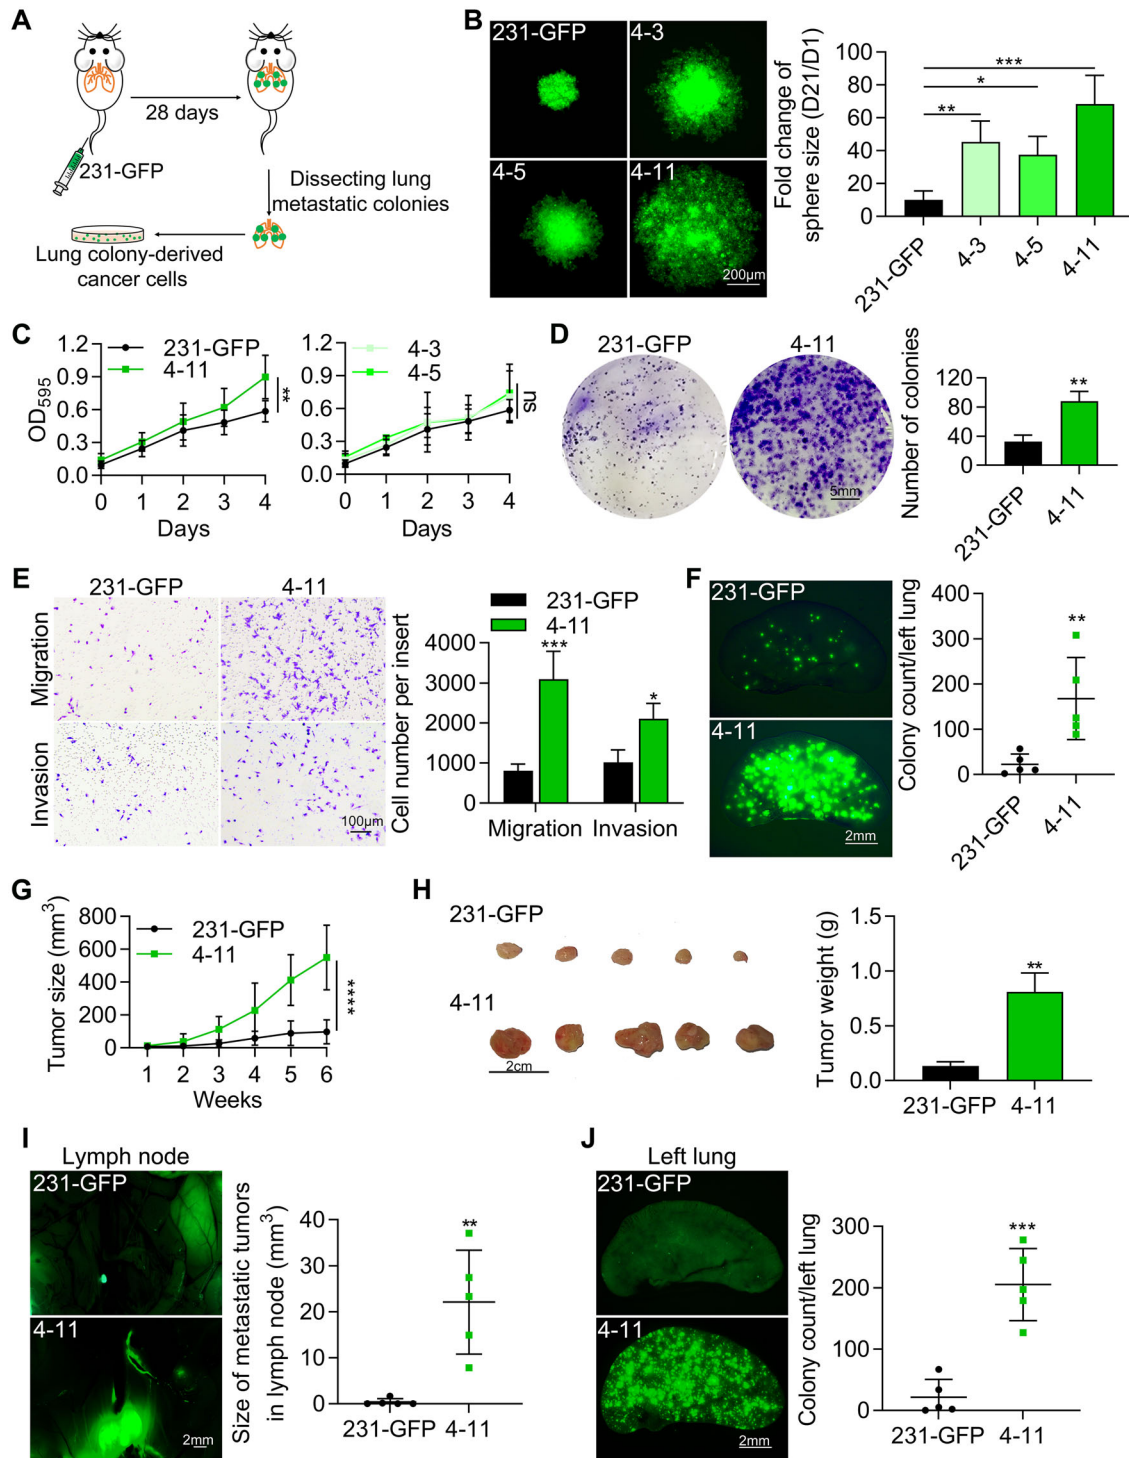 A
231-GFP
28 days
Dissecting lung
metastatic colonies
Lung colony-derived
cancer cells
B
231-GFP
4-3
4-5
4-11
200μm
Fold change of
sphere size (D21/D1)
100
80
60
40
20
0
***
*
**
231-GFP
4-3
4-5
4-11
C
OD595
1.2
0.9
0.6
0.3
0.0
231-GFP
4-11
**
0 1 2 3 4
Days
1.2
0.9
0.6
0.3
0.0
4-3
4-5
ns
0 1 2 3 4
Days
D
231-GFP
4-11
5mm
Number of colonies
120
80
40
0
**
231-GFP
4-11
E
231-GFP
4-11
Migration
Invasion
100μm
Cell number per insert
231-GFP
4-11
4000
3000
2000
1000
0
***
*
Migration
Invasion
F
231-GFP
4-11
2mm
Colony count/left lung
400
300
200
100
0
**
231-GFP
4-11
G
Tumor size (mm3)
800
600
400
200
0
231-GFP
4-11
****
1 2 3 4 5 6
Weeks
H
231-GFP
4-11
2cm
Tumor weight (g)
1.5
1.0
0.5
0.0
**
231-GFP
4-11
I
Lymph node
231-GFP
4-11
2mm
Size of metastatic tumors
in lymph node (mm3)
40
30
20
10
0
**
231-GFP
4-11
J
Left lung
231-GFP
4-11
2mm
Colony count/left lung
300
200
100
0
***
231-GFP
4-11